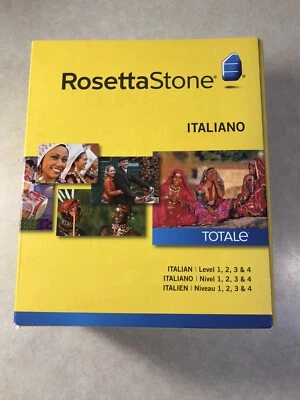 RosettaStone®
ITALIANO
TOTALe
ITALIAN | Level 1, 2, 3 & 4
ITALIANO | Nivel 1, 2, 3 & 4
ITALIEN | Niveau 1, 2, 3 & 4